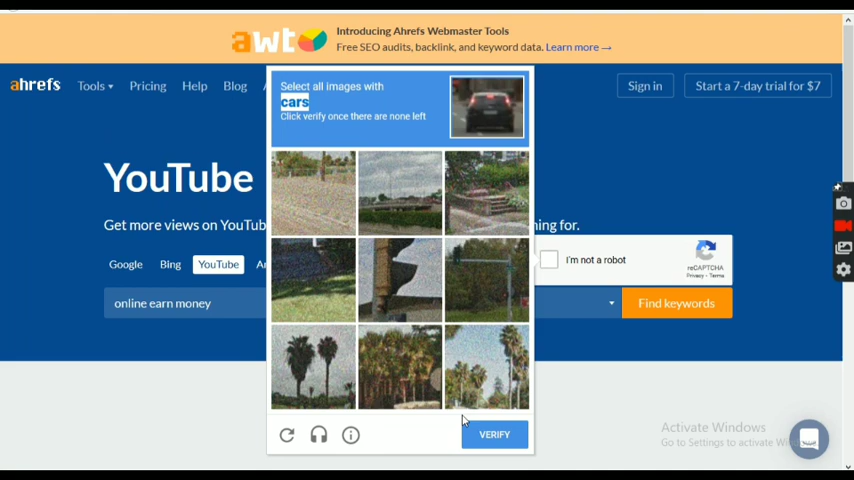 awt
Introducing Ahrefs Webmaster Tools
Free SEO audits, backlink, and keyword data. Learn more →
ahrefs Tools Pricing Help Blog
Sign in Start a 7-day trial for $7
Select all images with
cars
Click verify once there are none left
YouTube
Get more views on YouTub
ing for.
Google Bing YouTube
I'm not a robot
reCAPTCHA
Privacy - Terms
online earn money
Find keywords
VERIFY
Activate Windows
Go to Settings to activate